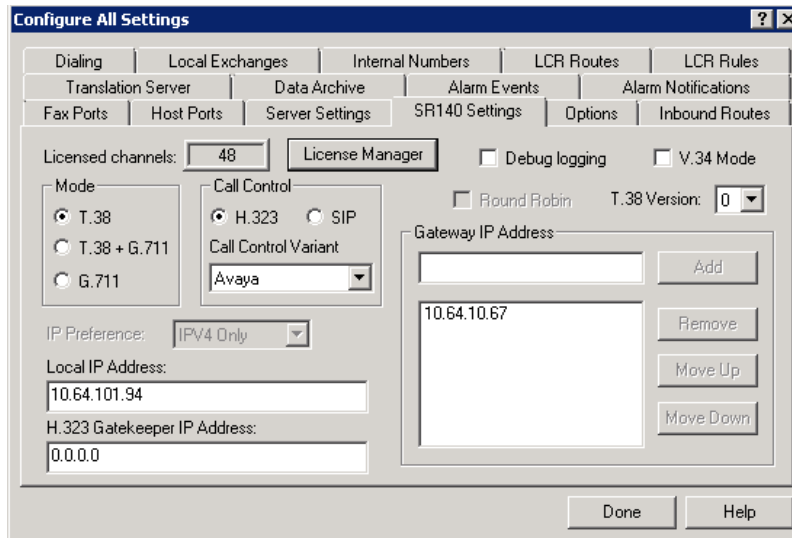 Configure All Settings
Dialing Local Exchanges Internal Numbers LCR Routes LCR Rules
Translation Server Data Archive Alarm Events Alarm Notifications
Fax Ports Host Ports Server Settings SR140 Settings Options Inbound Routes
Licensed channels: 48 License Manager Debug logging V.34 Mode
Mode Call Control Round Robin T.38 Version: 0
T.38 H.323 SIP Gateway IP Address
T.38 + G.711 Call Control Variant Add
G.711 Avaya
10.64.10.67
IP Preference: IPV4 Only Remove
Local IP Address: Move Up
10.64.101.94
Move Down
H.323 Gatekeeper IP Address:
0.0.0.0
Done Help